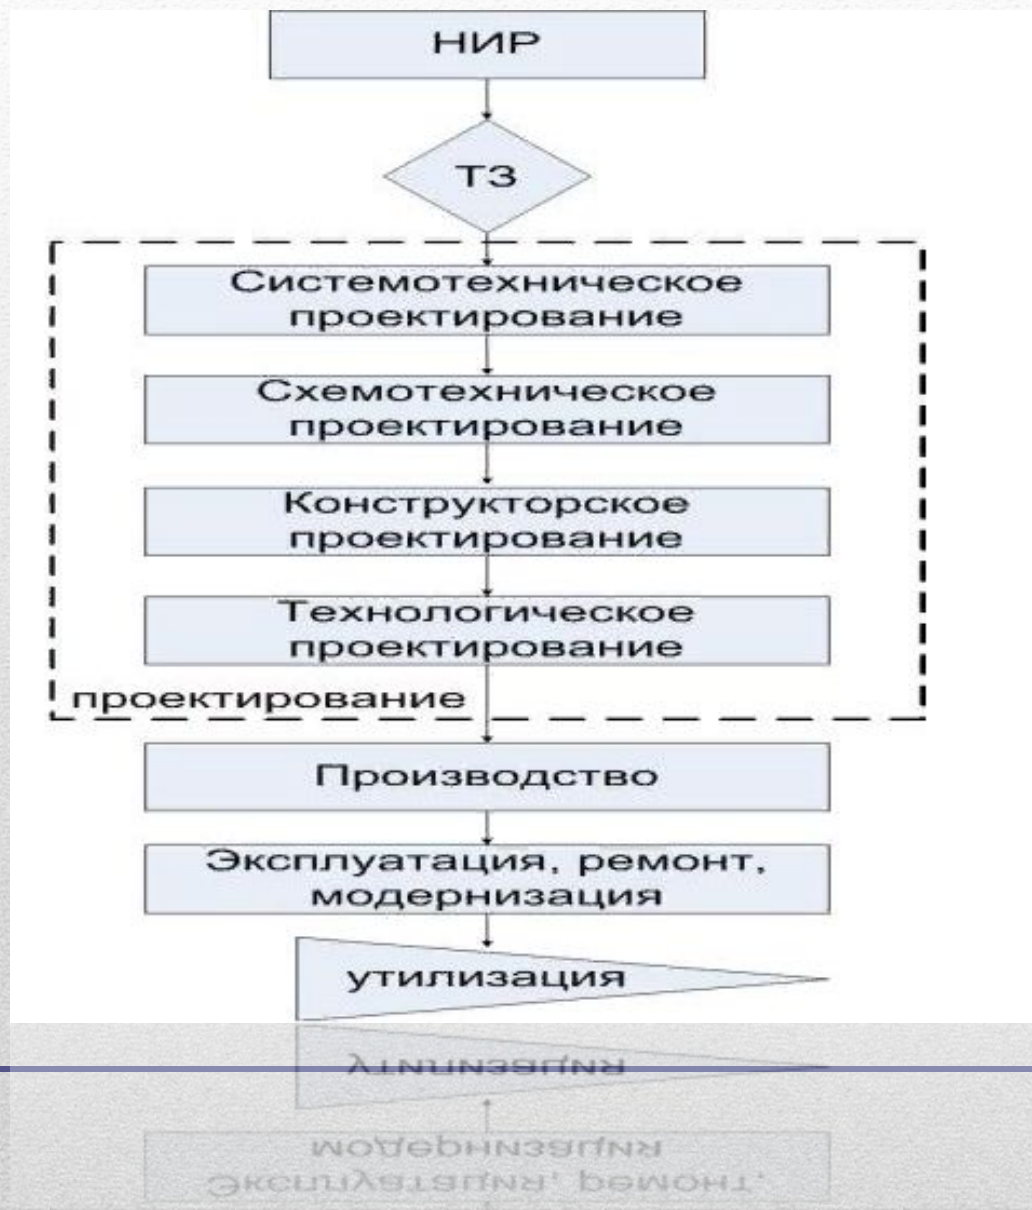 НИР
ТЗ
Системотехническое
проектирование
Схемотехническое
проектирование
Конструкторское
проектирование
Технологическое
проектирование
проектирование
Производство
Эксплуатация, ремонт,
модернизация
утилизация